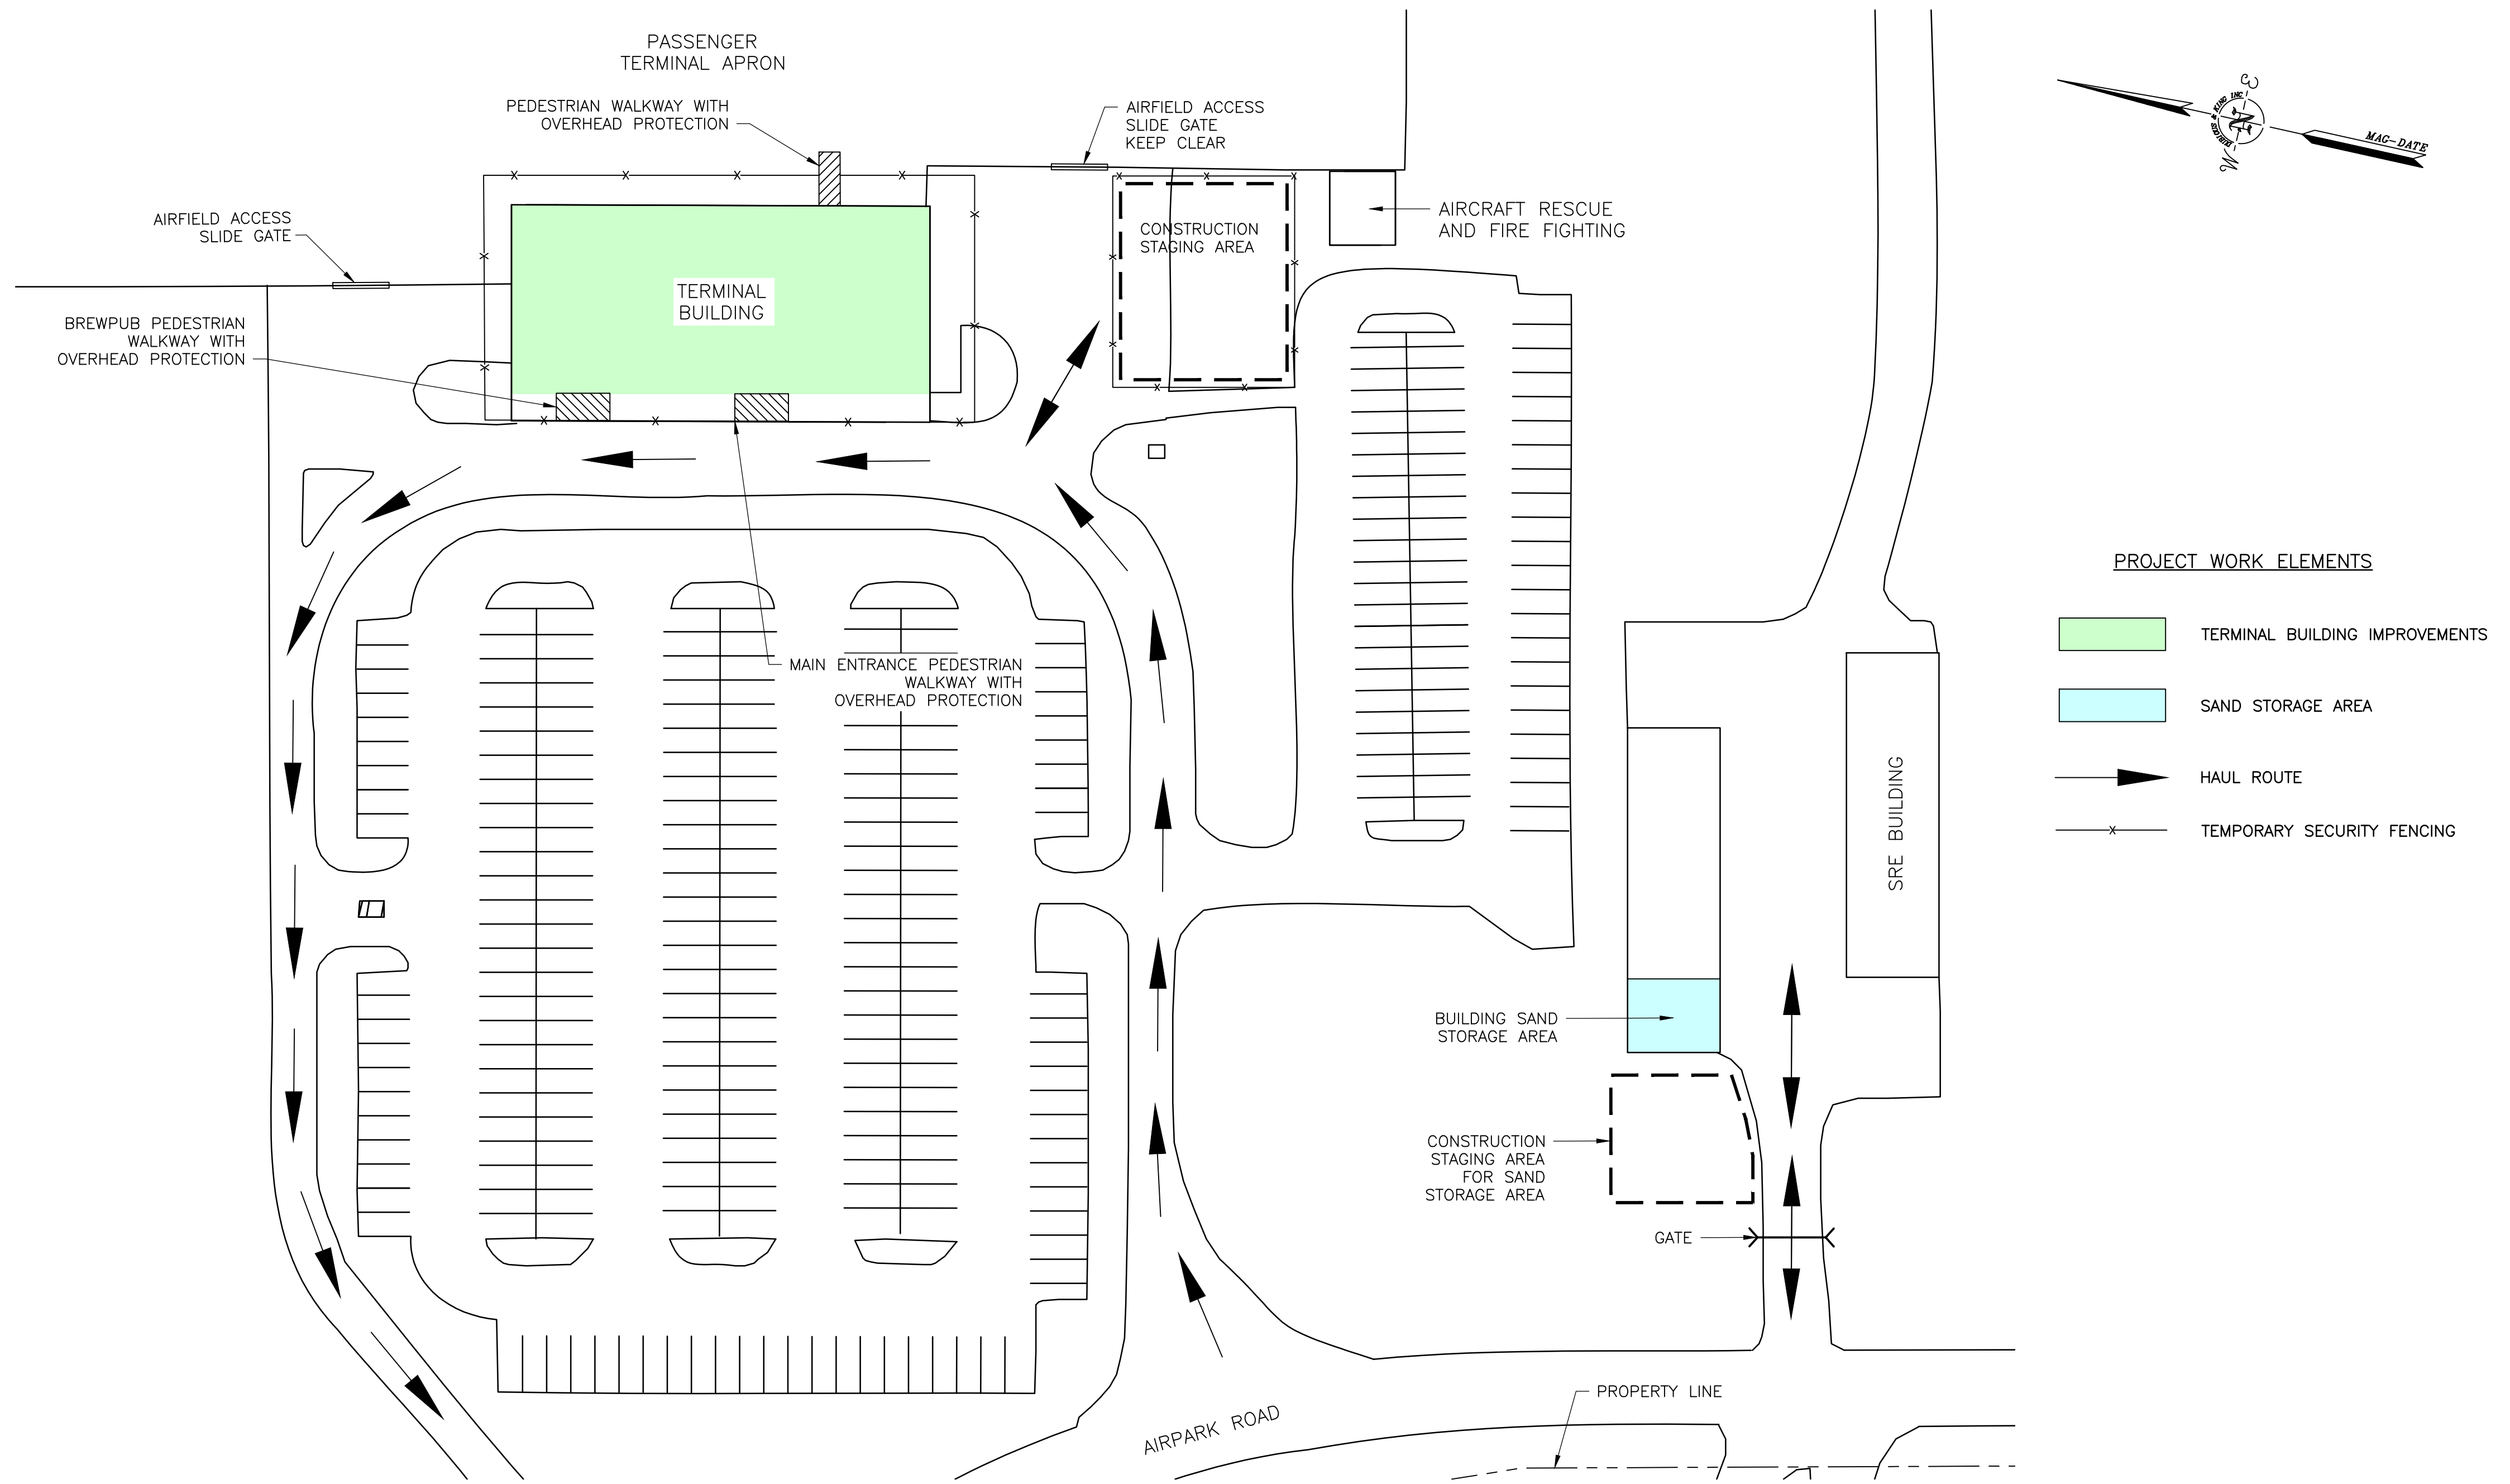 PASSENGER
TERMINAL APRON
PEDESTRIAN WALKWAY WITH
OVERHEAD PROTECTION
AIRFIELD ACCESS
SLIDE GATE
KEEP CLEAR
AIRFIELD ACCESS
SLIDE GATE
CONSTRUCTION
STAGING AREA
AIRCRAFT RESCUE
AND FIRE FIGHTING
TERMINAL
BUILDING
BREWPUB PEDESTRIAN
WALKWAY WITH
OVERHEAD PROTECTION
MAIN ENTRANCE PEDESTRIAN
WALKWAY WITH
OVERHEAD PROTECTION
E
KING INC.
N
W
MAG-DATE
PROJECT WORK ELEMENTS
TERMINAL BUILDING IMPROVEMENTS
SAND STORAGE AREA
HAUL ROUTE
TEMPORARY SECURITY FENCING
SRE BUILDING
BUILDING SAND
STORAGE AREA
CONSTRUCTION
STAGING AREA
FOR SAND
STORAGE AREA
GATE
PROPERTY LINE
AIRPARK ROAD